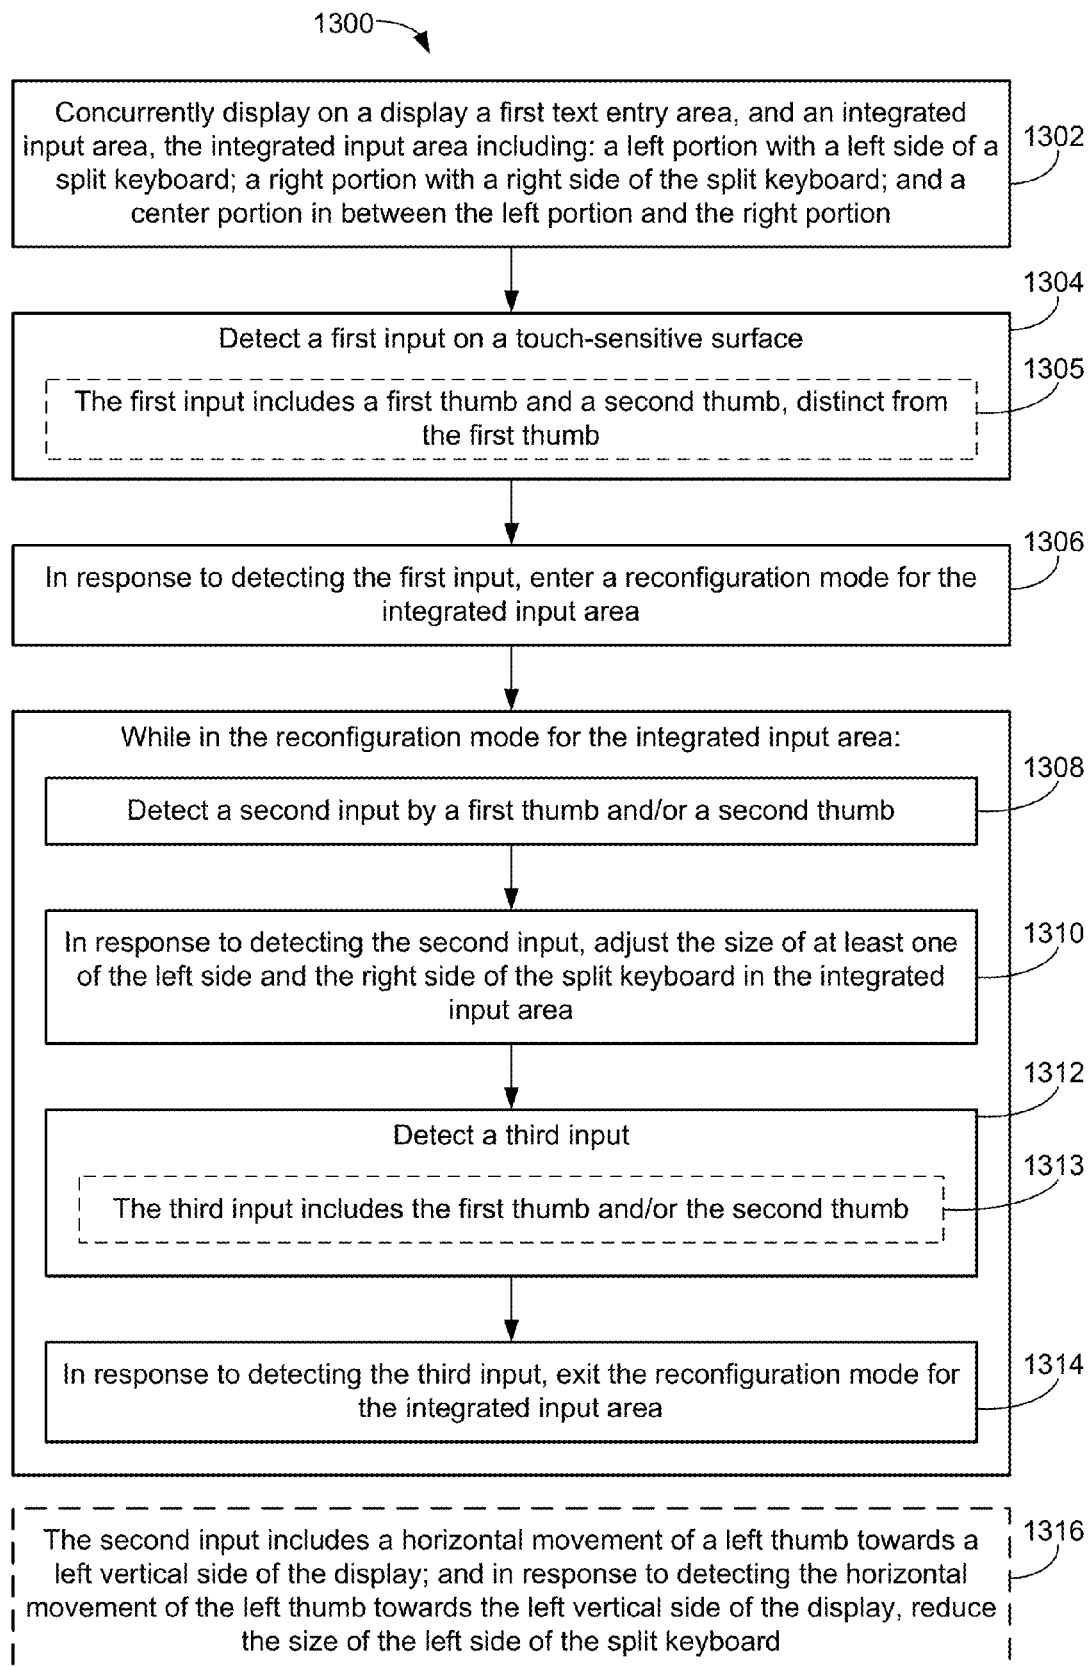 1300
Concurrently display on a display a first text entry area, and an integrated
input area, the integrated input area including: a left portion with a left side of a
split keyboard; a right portion with a right side of the split keyboard; and a
center portion in between the left portion and the right portion
1302
1304
Detect a first input on a touch-sensitive surface
1305
The first input includes a first thumb and a second thumb, distinct from
the first thumb
1306
In response to detecting the first input, enter a reconfiguration mode for the
integrated input area
While in the reconfiguration mode for the integrated input area:
1308
Detect a second input by a first thumb and/or a second thumb
In response to detecting the second input, adjust the size of at least one
of the left side and the right side of the split keyboard in the integrated
input area
1310
1312
Detect a third input
1313
The third input includes the first thumb and/or the second thumb
In response to detecting the third input, exit the reconfiguration mode for
the integrated input area
1314
The second input includes a horizontal movement of a left thumb towards a
left vertical side of the display; and in response to detecting the horizontal
movement of the left thumb towards the left vertical side of the display, reduce
the size of the left side of the split keyboard
1316